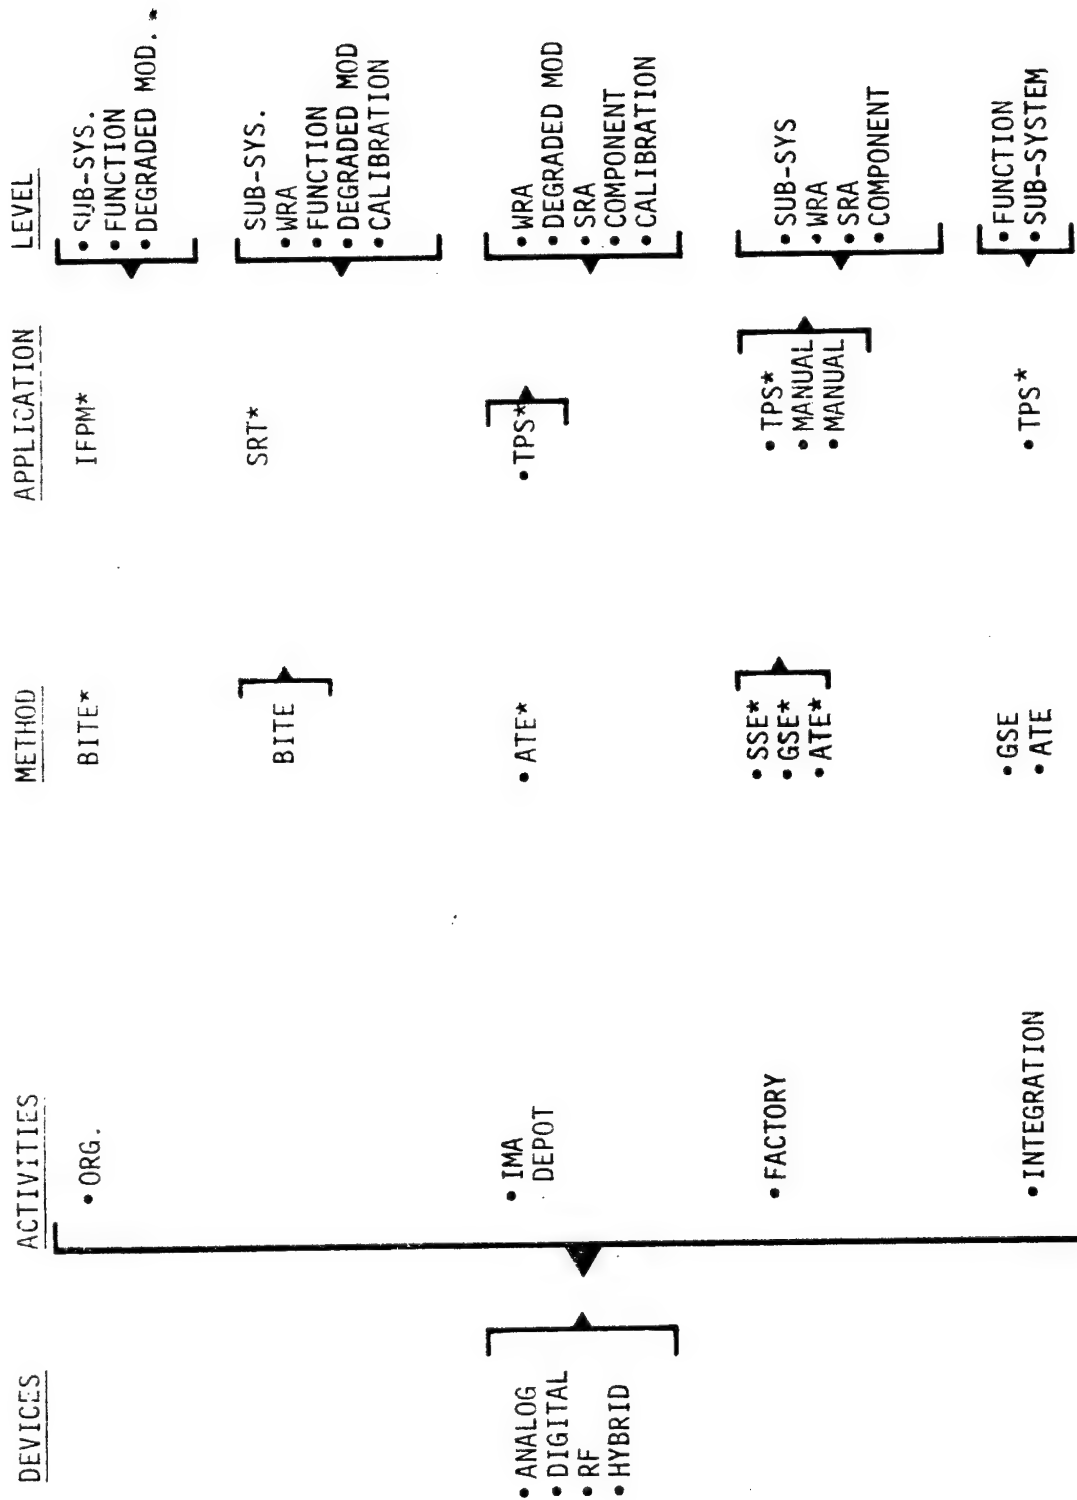 DEVICES ACTIVITIES METHOD APPLICATION LEVEL
• ORG. BITE* IFPM* • SUB-SYS.
• FUNCTION
• DEGRADED MOD. *
BITE SRT* SUB-SYS.
• WRA
• FUNCTION
• DEGRADED MOD
• CALIBRATION
• ANALOG • IMA • ATE* • TPS* • WRA
• DIGITAL DEPOT • DEGRADED MOD
• RF • SRA
• HYBRID • COMPONENT
• CALIBRATION
• FACTORY • SSE* • TPS* • SUB-SYS
• GSE* • MANUAL • WRA
• ATE* • MANUAL • SRA
• COMPONENT
• INTEGRATION • GSE • TPS* • FUNCTION
• ATE • SUB-SYSTEM